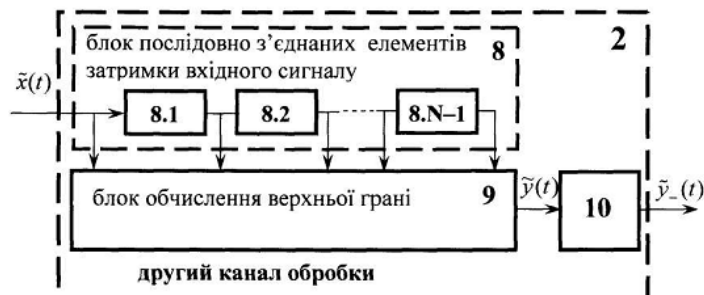 блок послідовно з’єднаних елементів 8 2
затримки вхідного сигналу
x̃(t)
8.1 8.2 8.N–1
блок обчислення верхньої грані 9 ỹ(t) 10 ỹ₋(t)
другий канал обробки